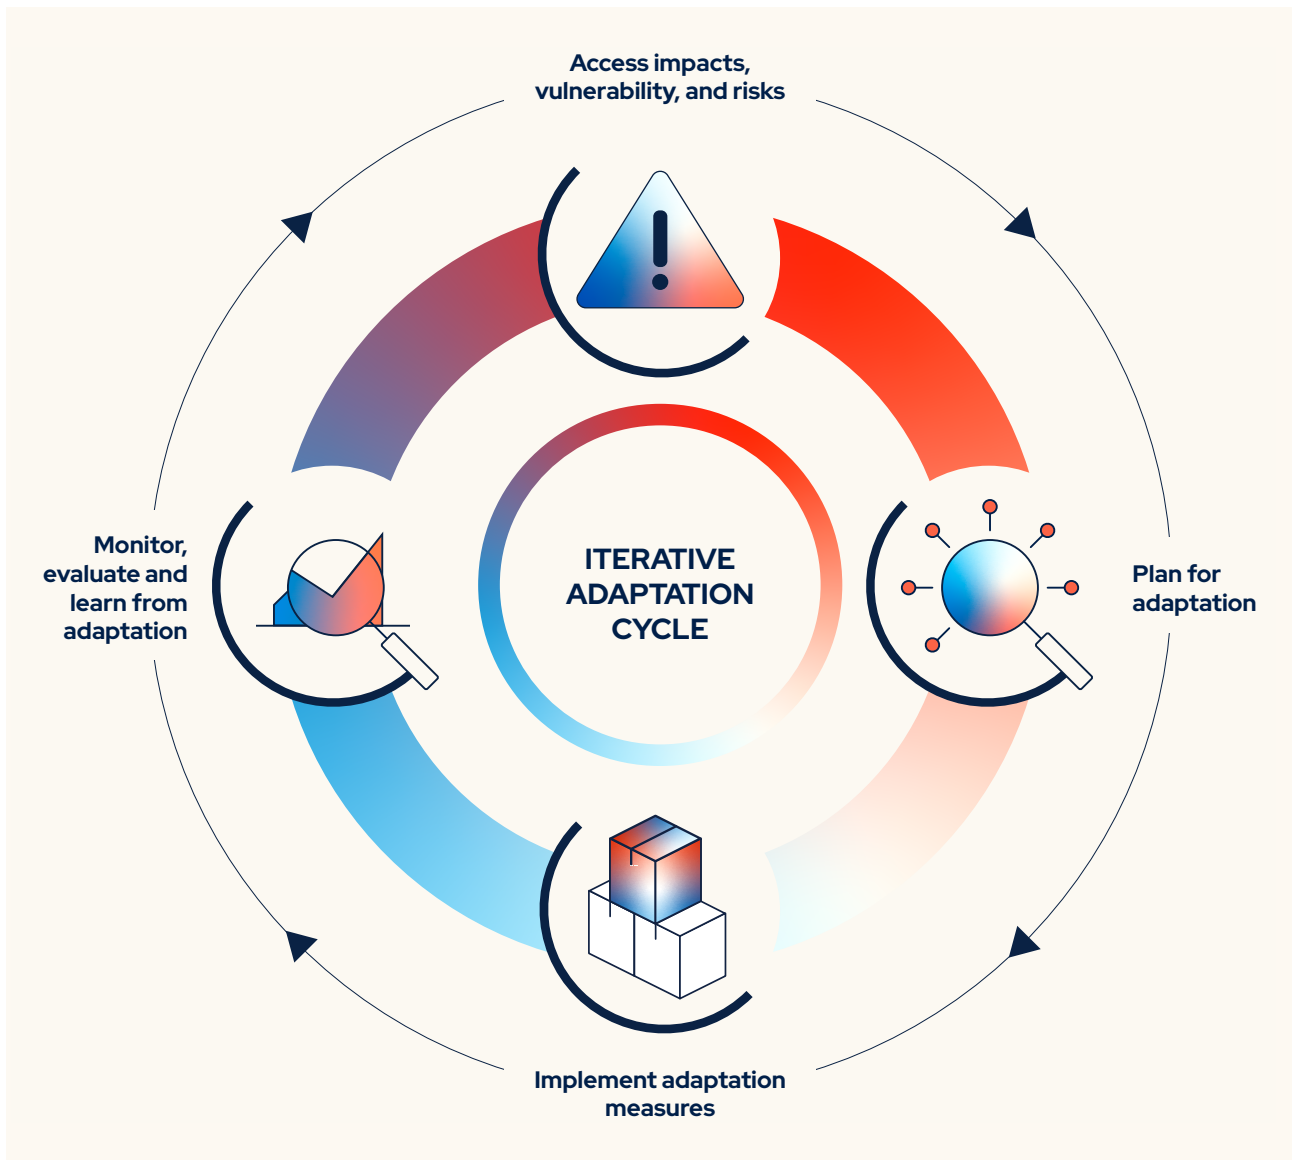 Access impacts,
vulnerability, and risks
Monitor,
evaluate and
learn from
adaptation
ITERATIVE
ADAPTATION
CYCLE
Plan for
adaptation
Implement adaptation
measures